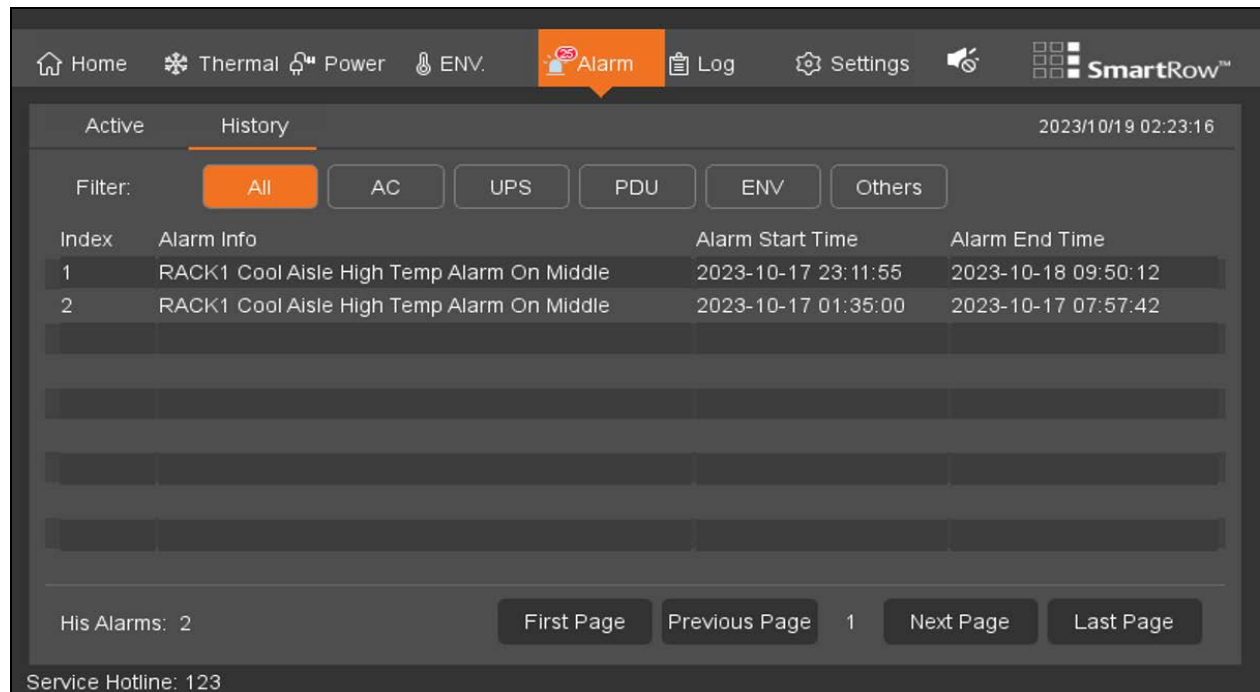 Home Thermal Power ENV. 25 Alarm Log Settings SmartRow™
Active History 2023/10/19 02:23:16
Filter: All AC UPS PDU ENV Others
Index Alarm Info Alarm Start Time Alarm End Time
1 RACK1 Cool Aisle High Temp Alarm On Middle 2023-10-17 23:11:55 2023-10-18 09:50:12
2 RACK1 Cool Aisle High Temp Alarm On Middle 2023-10-17 01:35:00 2023-10-17 07:57:42
His Alarms: 2 First Page Previous Page 1 Next Page Last Page
Service Hotline: 123